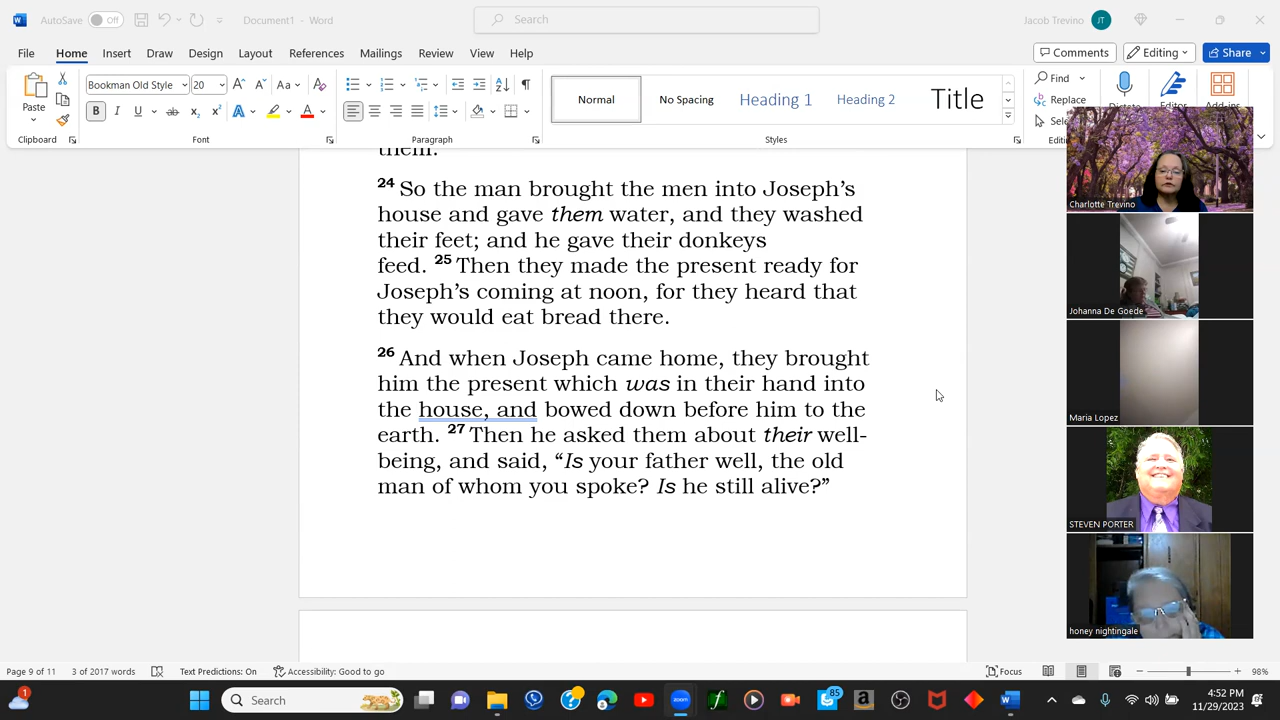 AutoSave Off Document1 - Word Search Jacob Trevino JT
File Home Insert Draw Design Layout References Mailings Review View Help Comments Editing Share
Paste Bookman Old Style 20 Aa Normal No Spacing Heading 1 Heading 2 Title Find Replace Dictate Editor Add-ins
Clipboard Font Paragraph Styles
them.
24 So the man brought the men into Joseph's
house and gave them water, and they washed
their feet; and he gave their donkeys
feed. 25 Then they made the present ready for
Joseph's coming at noon, for they heard that
they would eat bread there.
26 And when Joseph came home, they brought
him the present which was in their hand into
the house, and bowed down before him to the
earth. 27 Then he asked them about their well-
being, and said, “Is your father well, the old
man of whom you spoke? Is he still alive?”
Charlotte Trevino
Johanna De Goede
Maria Lopez
STEVEN PORTER
honey nightingale
Page 9 of 11 3 of 2017 words Text Predictions: On Accessibility: Good to go Focus 98%
1 Search 85 4:52 PM
11/29/2023